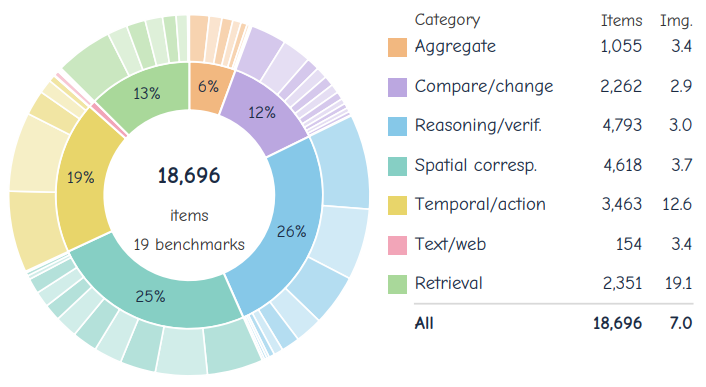 6%
12%
26%
25%
19%
13%
18,696
items
19 benchmarks
Category Items Img.
Aggregate 1,055 3.4
Compare/change 2,262 2.9
Reasoning/verif. 4,793 3.0
Spatial corresp. 4,618 3.7
Temporal/action 3,463 12.6
Text/web 154 3.4
Retrieval 2,351 19.1
All 18,696 7.0